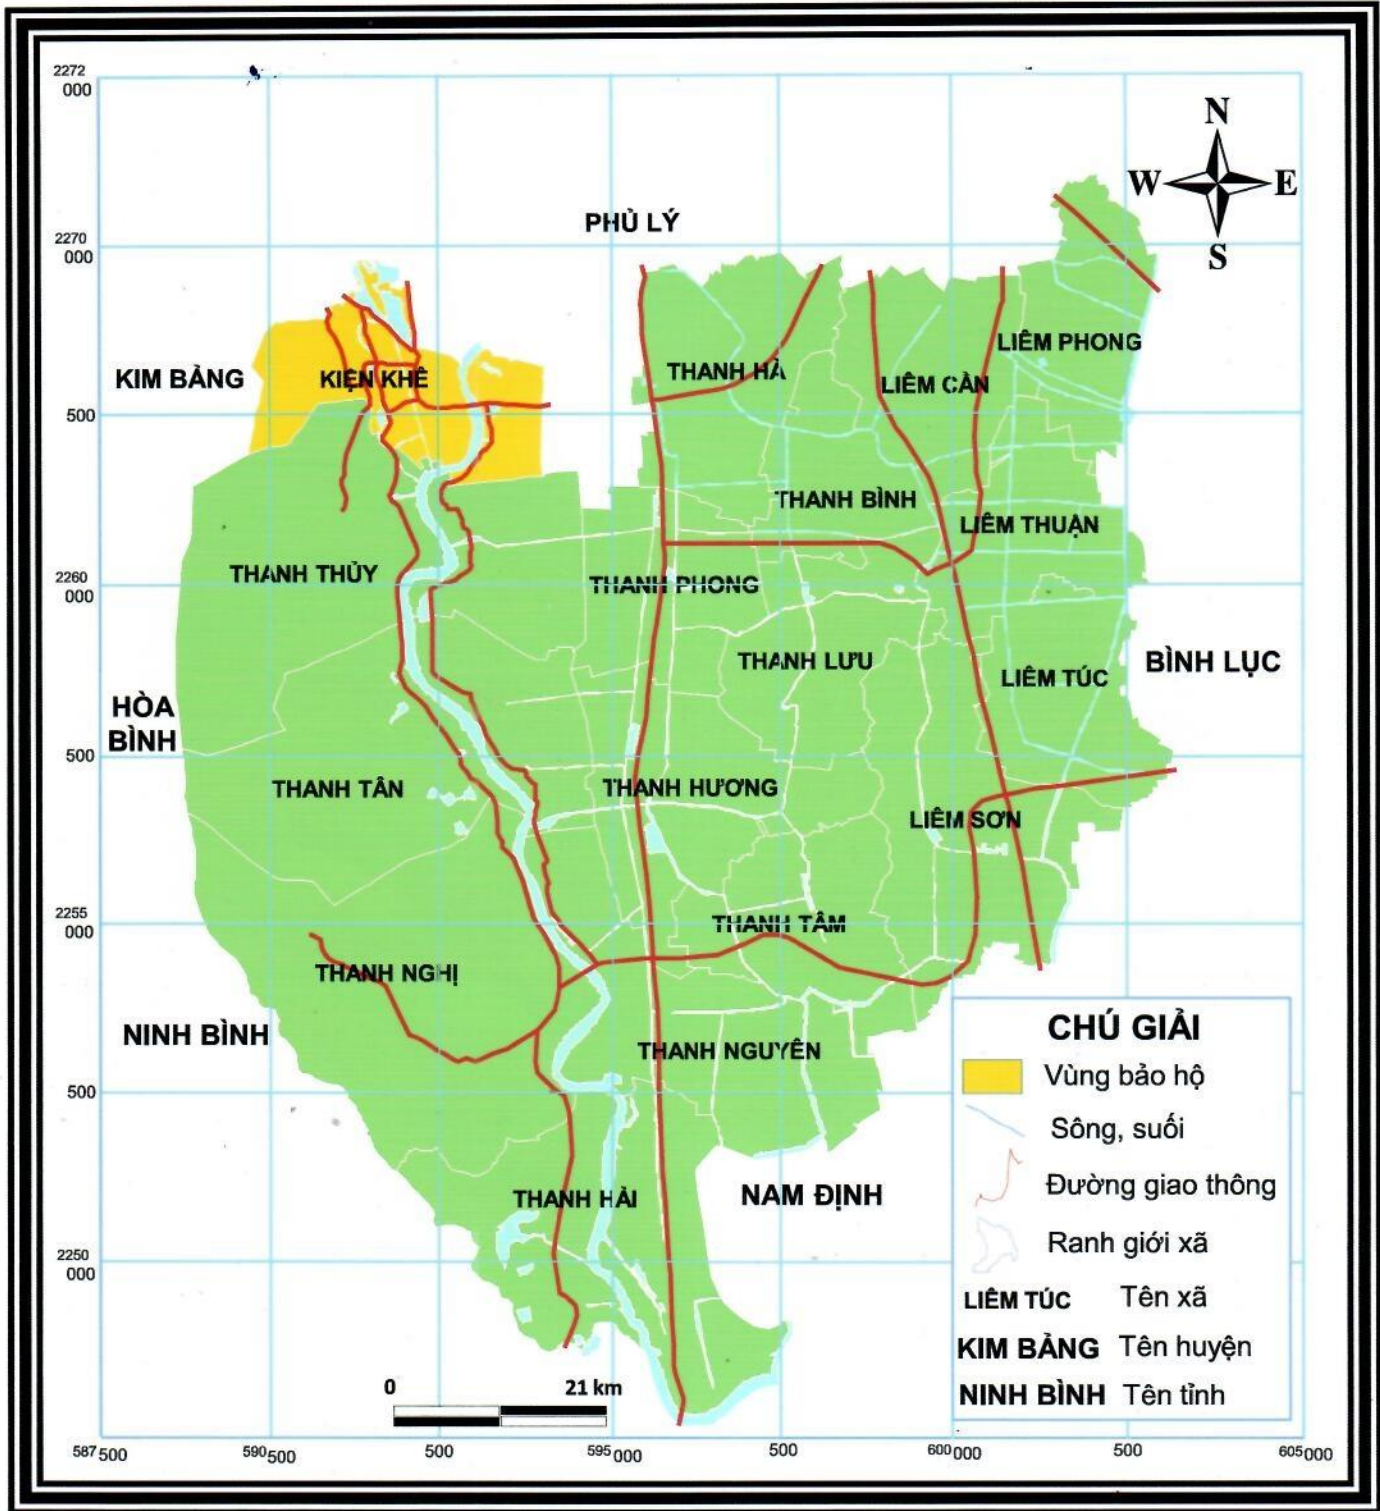 2272
000
N
W E
S
PHỦ LÝ
2270
000
LIÊM PHONG
THANH HÀ
KIM BẢNG
KIỆN KHÊ
LIÊM CẦN
500
THANH BÌNH
LIÊM THUẬN
THANH THỦY
THANH PHONG
2260
000
THANH LƯU
BÌNH LỤC
LIÊM TÚC
HÒA
BÌNH
500
THANH TÂN
THANH HƯƠNG
LIÊM SƠN
2255
000
THANH TÂM
THANH NGHỊ
NINH BÌNH
THANH NGUYÊN
500
THANH HẢI
NAM ĐỊNH
2250
000
CHÚ GIẢI
Vùng bảo hộ
Sông, suối
Đường giao thông
Ranh giới xã
LIÊM TÚC Tên xã
KIM BẢNG Tên huyện
NINH BÌNH Tên tỉnh
0 21 km
587 500 590 500 500 595 000 500 600 000 500 605 000